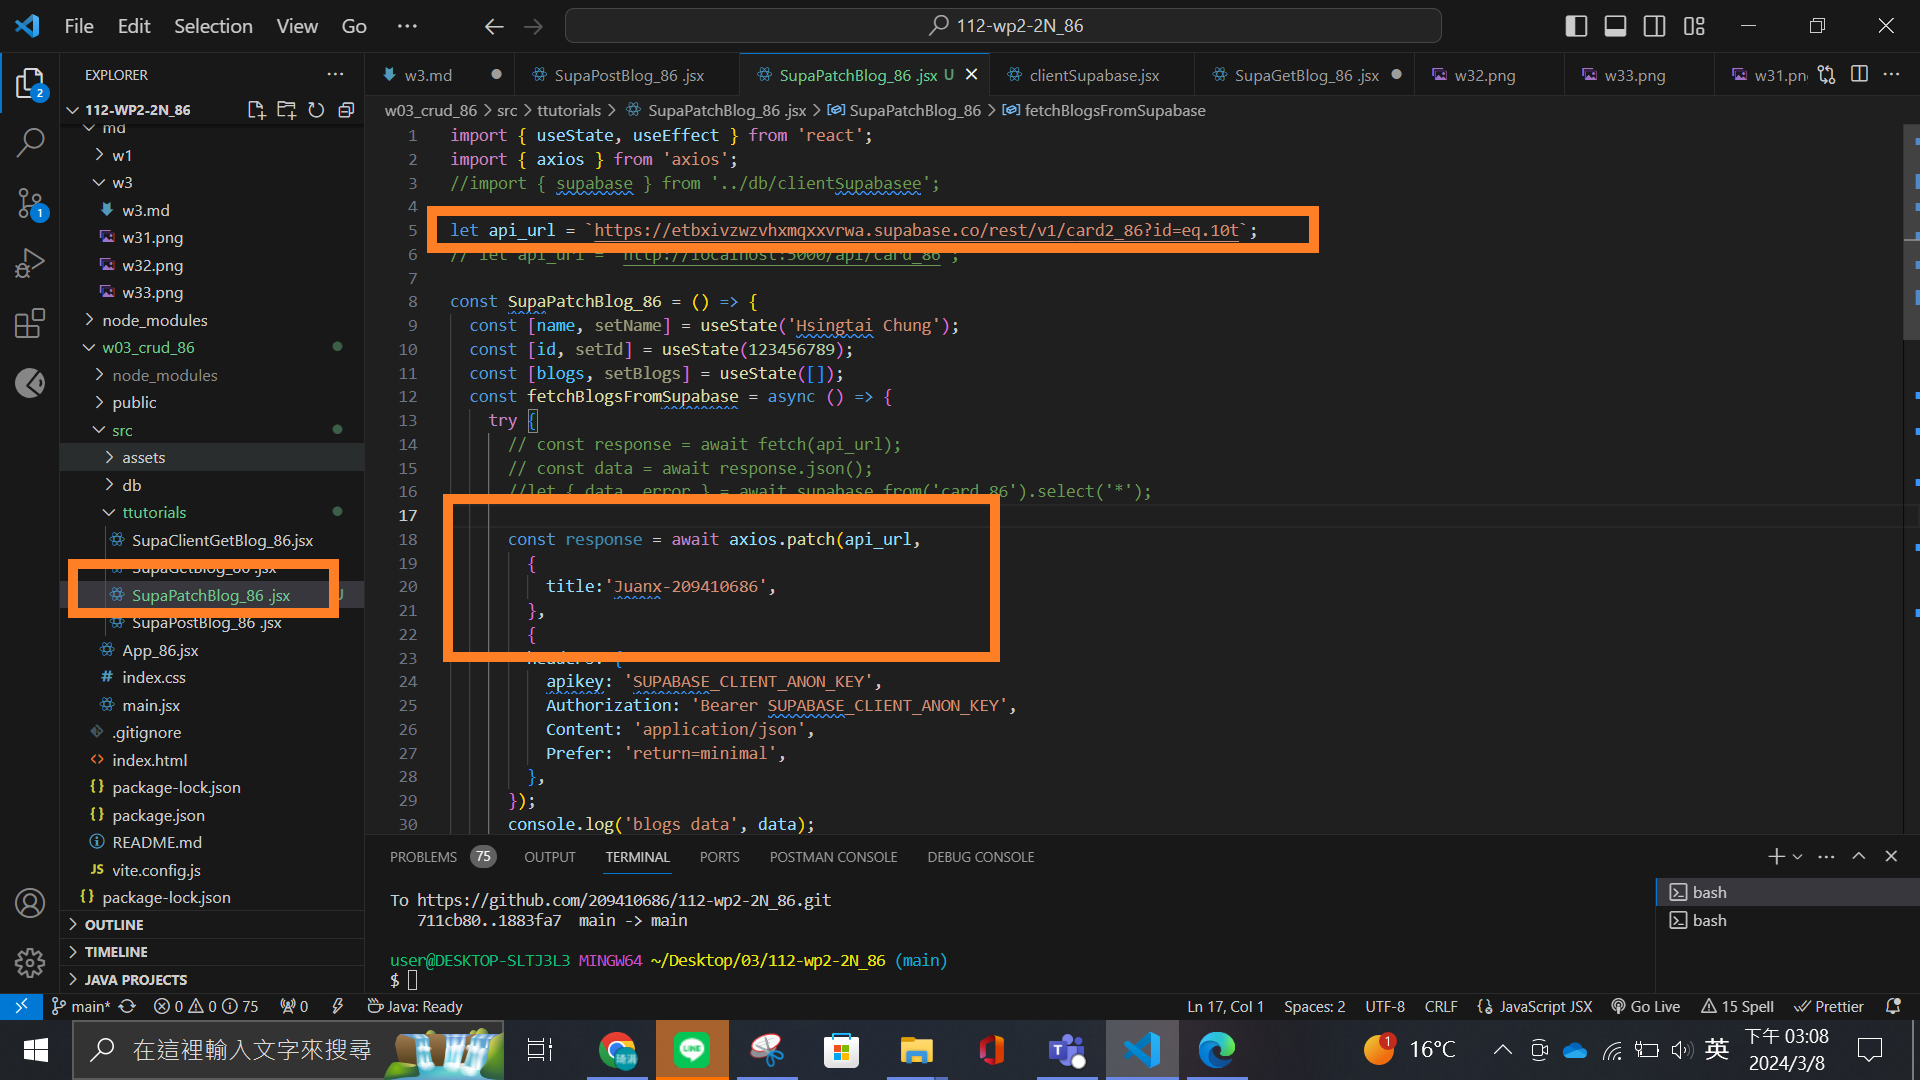 File Edit Selection View Go ··· 112-wp2-2N_86
EXPLORER ···
112-WP2-2N_86
md
w1
w3
w3.md
w31.png
w32.png
w33.png
node_modules
w03_crud_86
node_modules
public
src
assets
db
ttutorials
SupaClientGetBlog_86.jsx
SupaGetBlog_86 .jsx
SupaPatchBlog_86 .jsx U
SupaPostBlog_86 .jsx
App_86.jsx
index.css
main.jsx
.gitignore
index.html
package-lock.json
package.json
README.md
vite.config.js
package-lock.json
OUTLINE
TIMELINE
JAVA PROJECTS
w3.md SupaPostBlog_86 .jsx SupaPatchBlog_86 .jsx U clientSupabase.jsx SupaGetBlog_86 .jsx w32.png w33.png w31.pn
w03_crud_86 > src > ttutorials > SupaPatchBlog_86 .jsx > SupaPatchBlog_86 > fetchBlogsFromSupabase
1 import { useState, useEffect } from 'react';
2 import { axios } from 'axios';
3 //import { supabase } from '../db/clientSupabasee';
4
5 let api_url = `https://etbxivzwzvhxmqxxvrwa.supabase.co/rest/v1/card2_86?id=eq.10t`;
6 // let api_url = `http://localhost:5000/api/card_86`;
7
8 const SupaPatchBlog_86 = () => {
9 const [name, setName] = useState('Hsingtai Chung');
10 const [id, setId] = useState(123456789);
11 const [blogs, setBlogs] = useState([]);
12 const fetchBlogsFromSupabase = async () => {
13 try {
14 // const response = await fetch(api_url);
15 // const data = await response.json();
16 //let { data, error } = await supabase.from('card_86').select('*');
17
18 const response = await axios.patch(api_url,
19 {
20 title:'Juanx-209410686',
21 },
22 {
23 headers: {
24 apikey: 'SUPABASE_CLIENT_ANON_KEY',
25 Authorization: 'Bearer SUPABASE_CLIENT_ANON_KEY',
26 Content: 'application/json',
27 Prefer: 'return=minimal',
28 },
29 });
30 console.log('blogs data', data);
PROBLEMS 75 OUTPUT TERMINAL PORTS POSTMAN CONSOLE DEBUG CONSOLE
To https://github.com/209410686/112-wp2-2N_86.git
711cb80..1883fa7 main -> main
user@DESKTOP-SLTJ3L3 MINGW64 ~/Desktop/03/112-wp2-2N_86 (main)
$
bash
bash
main* 0 0 75 0 Java: Ready Ln 17, Col 1 Spaces: 2 UTF-8 CRLF JavaScript JSX Go Live 15 Spell Prettier
在這裡輸入文字來搜尋 16°C 英 下午 03:08
2024/3/8